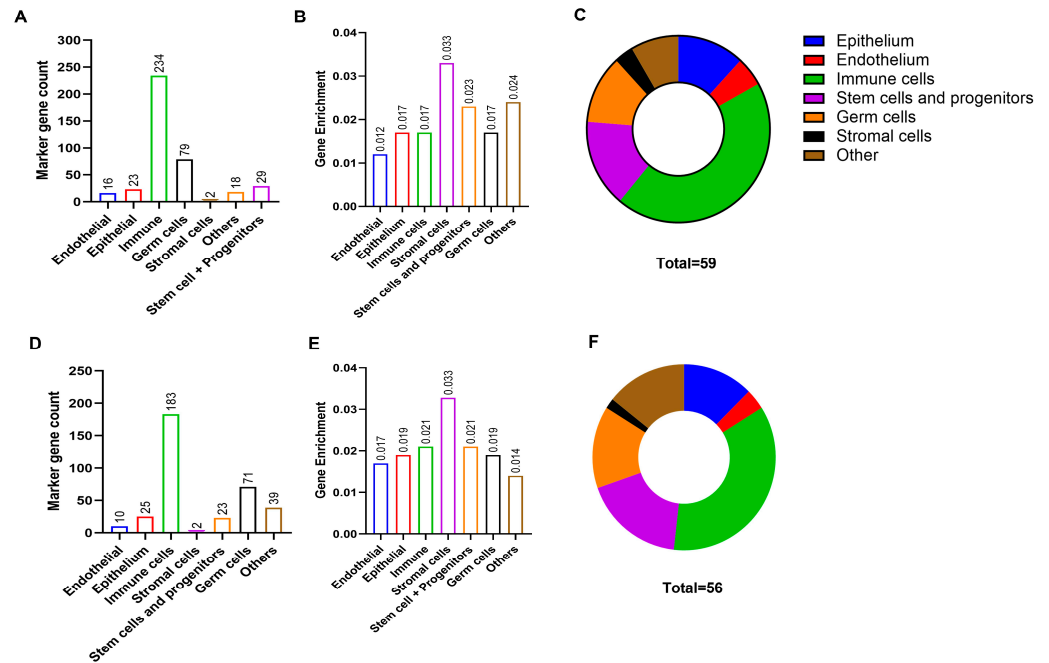 A
Marker gene count
300
250
200
150
100
50
0
16
23
234
79
2
18
29
Endothelial
Epithelial
Immune
Germ cells
Stromal cells
Others
Stem cell + Progenitors
B
Gene Enrichment
0.04
0.03
0.02
0.01
0.00
0.012
0.017
0.017
0.033
0.023
0.017
0.024
Endothelial
Epithelium
Immune cells
Stromal cells
Stem cells and progenitors
Germ cells
Others
C
Total=59
Epithelium
Endothelium
Immune cells
Stem cells and progenitors
Germ cells
Stromal cells
Other
D
Marker gene count
250
200
150
100
50
0
10
25
183
2
23
71
39
Endothelial
Epithelium
Immune cells
Stromal cells
Stem cells and progenitors
Germ cells
Others
E
Gene Enrichment
0.04
0.03
0.02
0.01
0.00
0.017
0.019
0.021
0.033
0.021
0.019
0.014
Endothelial
Epithelial
Immune
Stromal cells
Stem cell + Progenitors
Germ cells
Others
F
Total=56